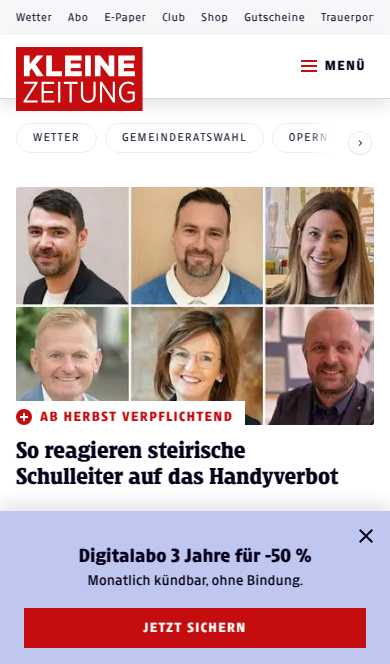 Wetter Abo E-Paper Club Shop Gutscheine
KLEINE
ZEITUNG
MENÜ
WETTER GEMEINDERATSWAHL OPERN
AB HERBST VERPFLICHTEND
So reagieren steirische
Schulleiter auf das Handyverbot
Digitalabo 3 Jahre für -50 %
Monatlich kündbar, ohne Bindung.
JETZT SICHERN